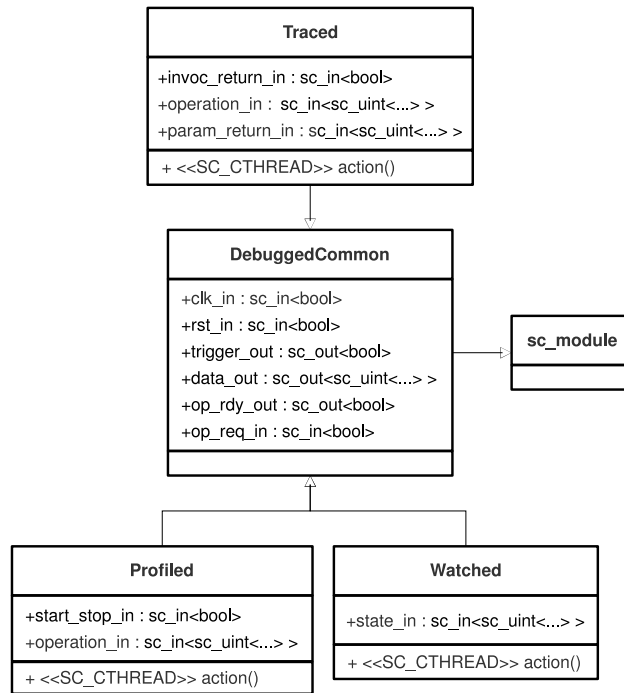 Traced
+invoc_return_in : sc_in<bool>
+operation_in : sc_in<sc_uint<...> >
+param_return_in : sc_in<sc_uint<...> >
+ <<SC_CTHREAD>> action()
DebuggedCommon
+clk_in : sc_in<bool>
+rst_in : sc_in<bool>
+trigger_out : sc_out<bool>
+data_out : sc_out<sc_uint<...> >
+op_rdy_out : sc_out<bool>
+op_req_in : sc_in<bool>
sc_module
Profiled
+start_stop_in : sc_in<bool>
+operation_in : sc_in<sc_uint<...> >
+ <<SC_CTHREAD>> action()
Watched
+state_in : sc_in<sc_uint<...> >
+ <<SC_CTHREAD>> action()